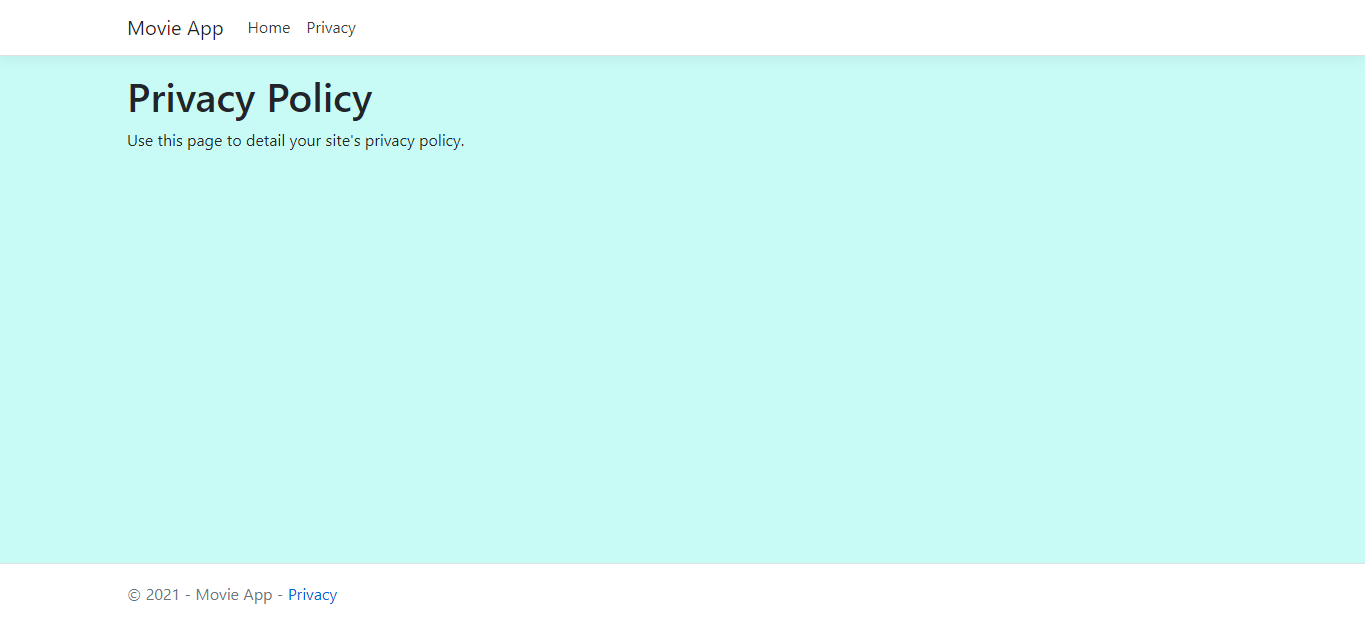 Movie App Home Privacy
Privacy Policy
Use this page to detail your site's privacy policy.
© 2021 - Movie App - Privacy